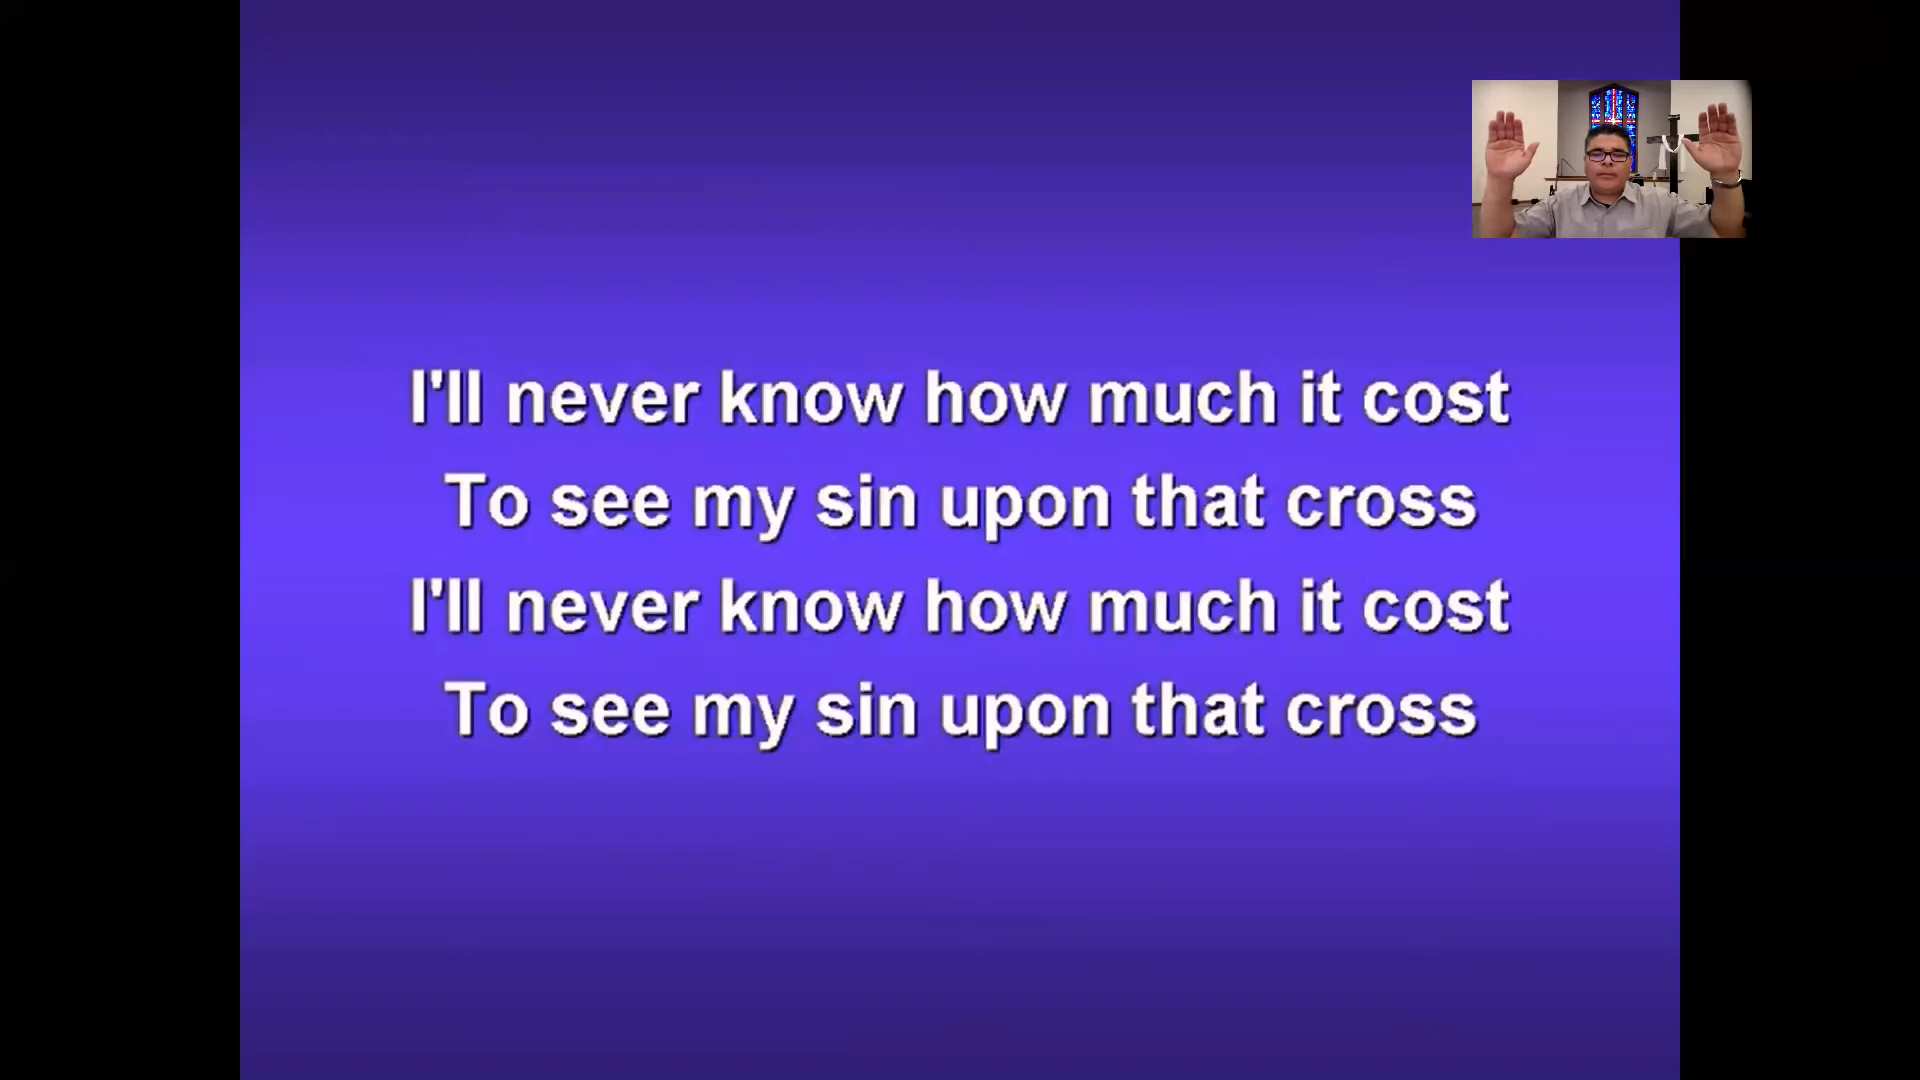 I'll never know how much it cost
To see my sin upon that cross
I'll never know how much it cost
To see my sin upon that cross